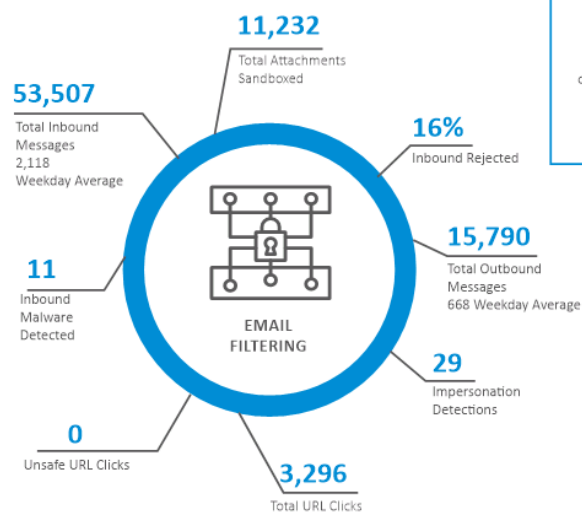 11,232
Total Attachments
Sandboxed
53,507
Total Inbound
Messages
2,118
Weekday Average
16%
Inbound Rejected
15,790
Total Outbound
Messages
668 Weekday Average
11
Inbound
Malware
Detected
EMAIL
FILTERING
29
Impersonation
Detections
0
Unsafe URL Clicks
3,296
Total URL Clicks